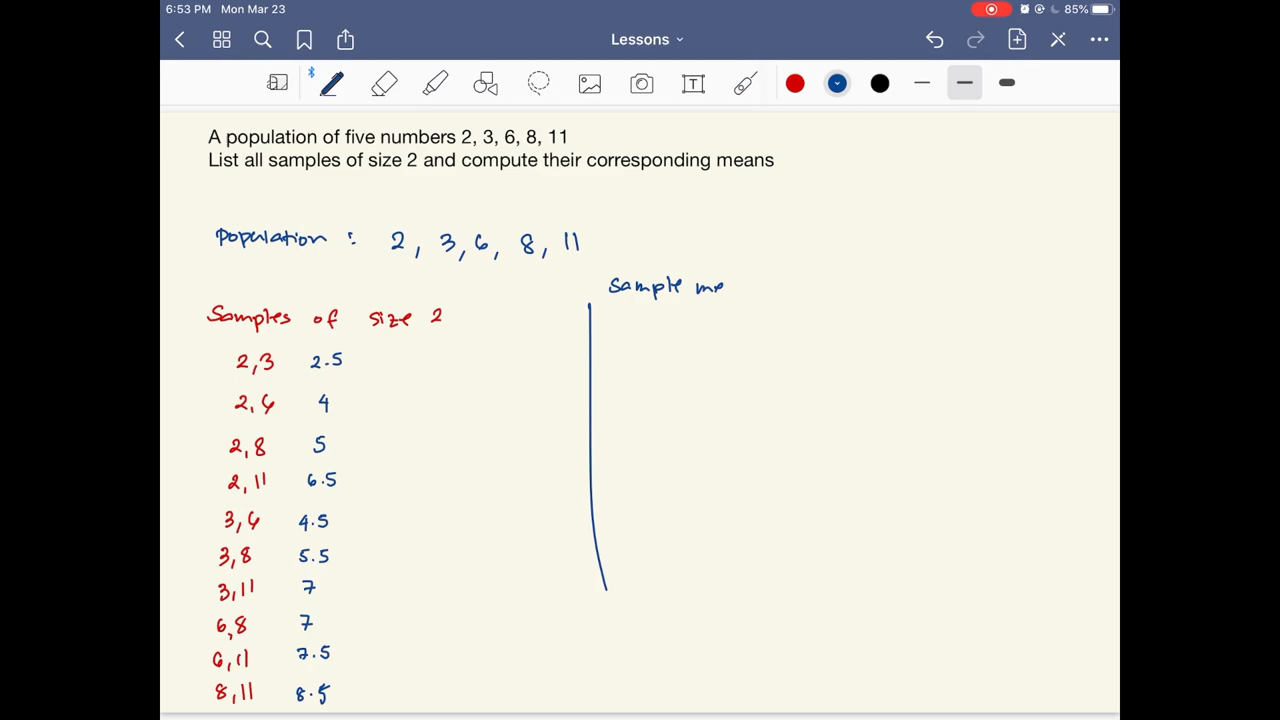 6:53 PM Mon Mar 23 85%
Lessons
A population of five numbers 2, 3, 6, 8, 11
List all samples of size 2 and compute their corresponding means
Population : 2, 3, 6, 8, 11
Sample me
Samples of size 2
2,3 2.5
2,6 4
2,8 5
2,11 6.5
3,6 4.5
3,8 5.5
3,11 7
6,8 7
6,11 7.5
8,11 8.5